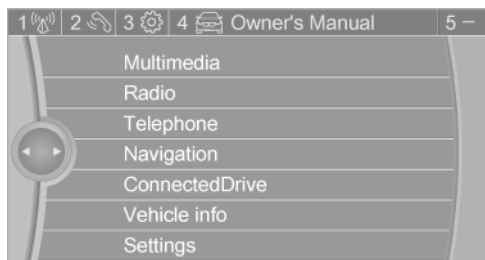 1 2 3 4 Owner's Manual 5 –
Multimedia
Radio
Telephone
Navigation
ConnectedDrive
Vehicle info
Settings